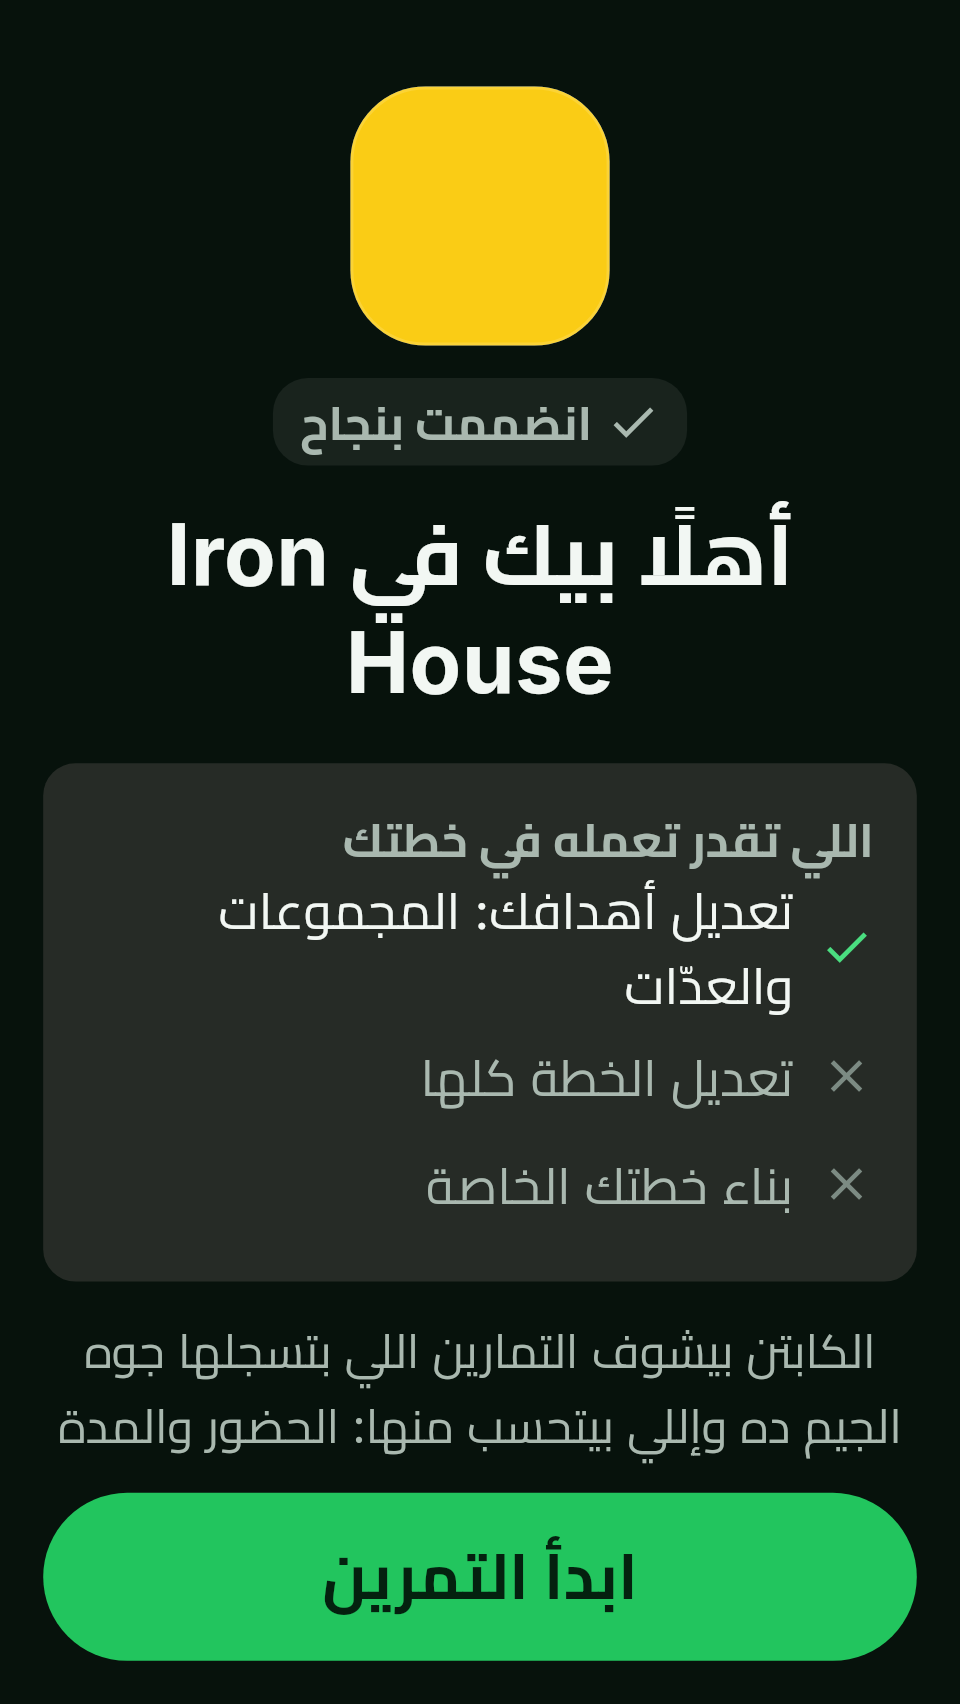 انضممت بنجاح
أهلًا بيك في Iron
House
اللي تقدر تعمله في خطتك
تعديل أهدافك: المجموعات
والعدّات
تعديل الخطة كلها
بناء خطتك الخاصة
الكابتن بيشوف التمارين اللي بتسجلها جوه
الجيم ده وإللي بيتحسب منها: الحضور والمدة
ابدأ التمرين